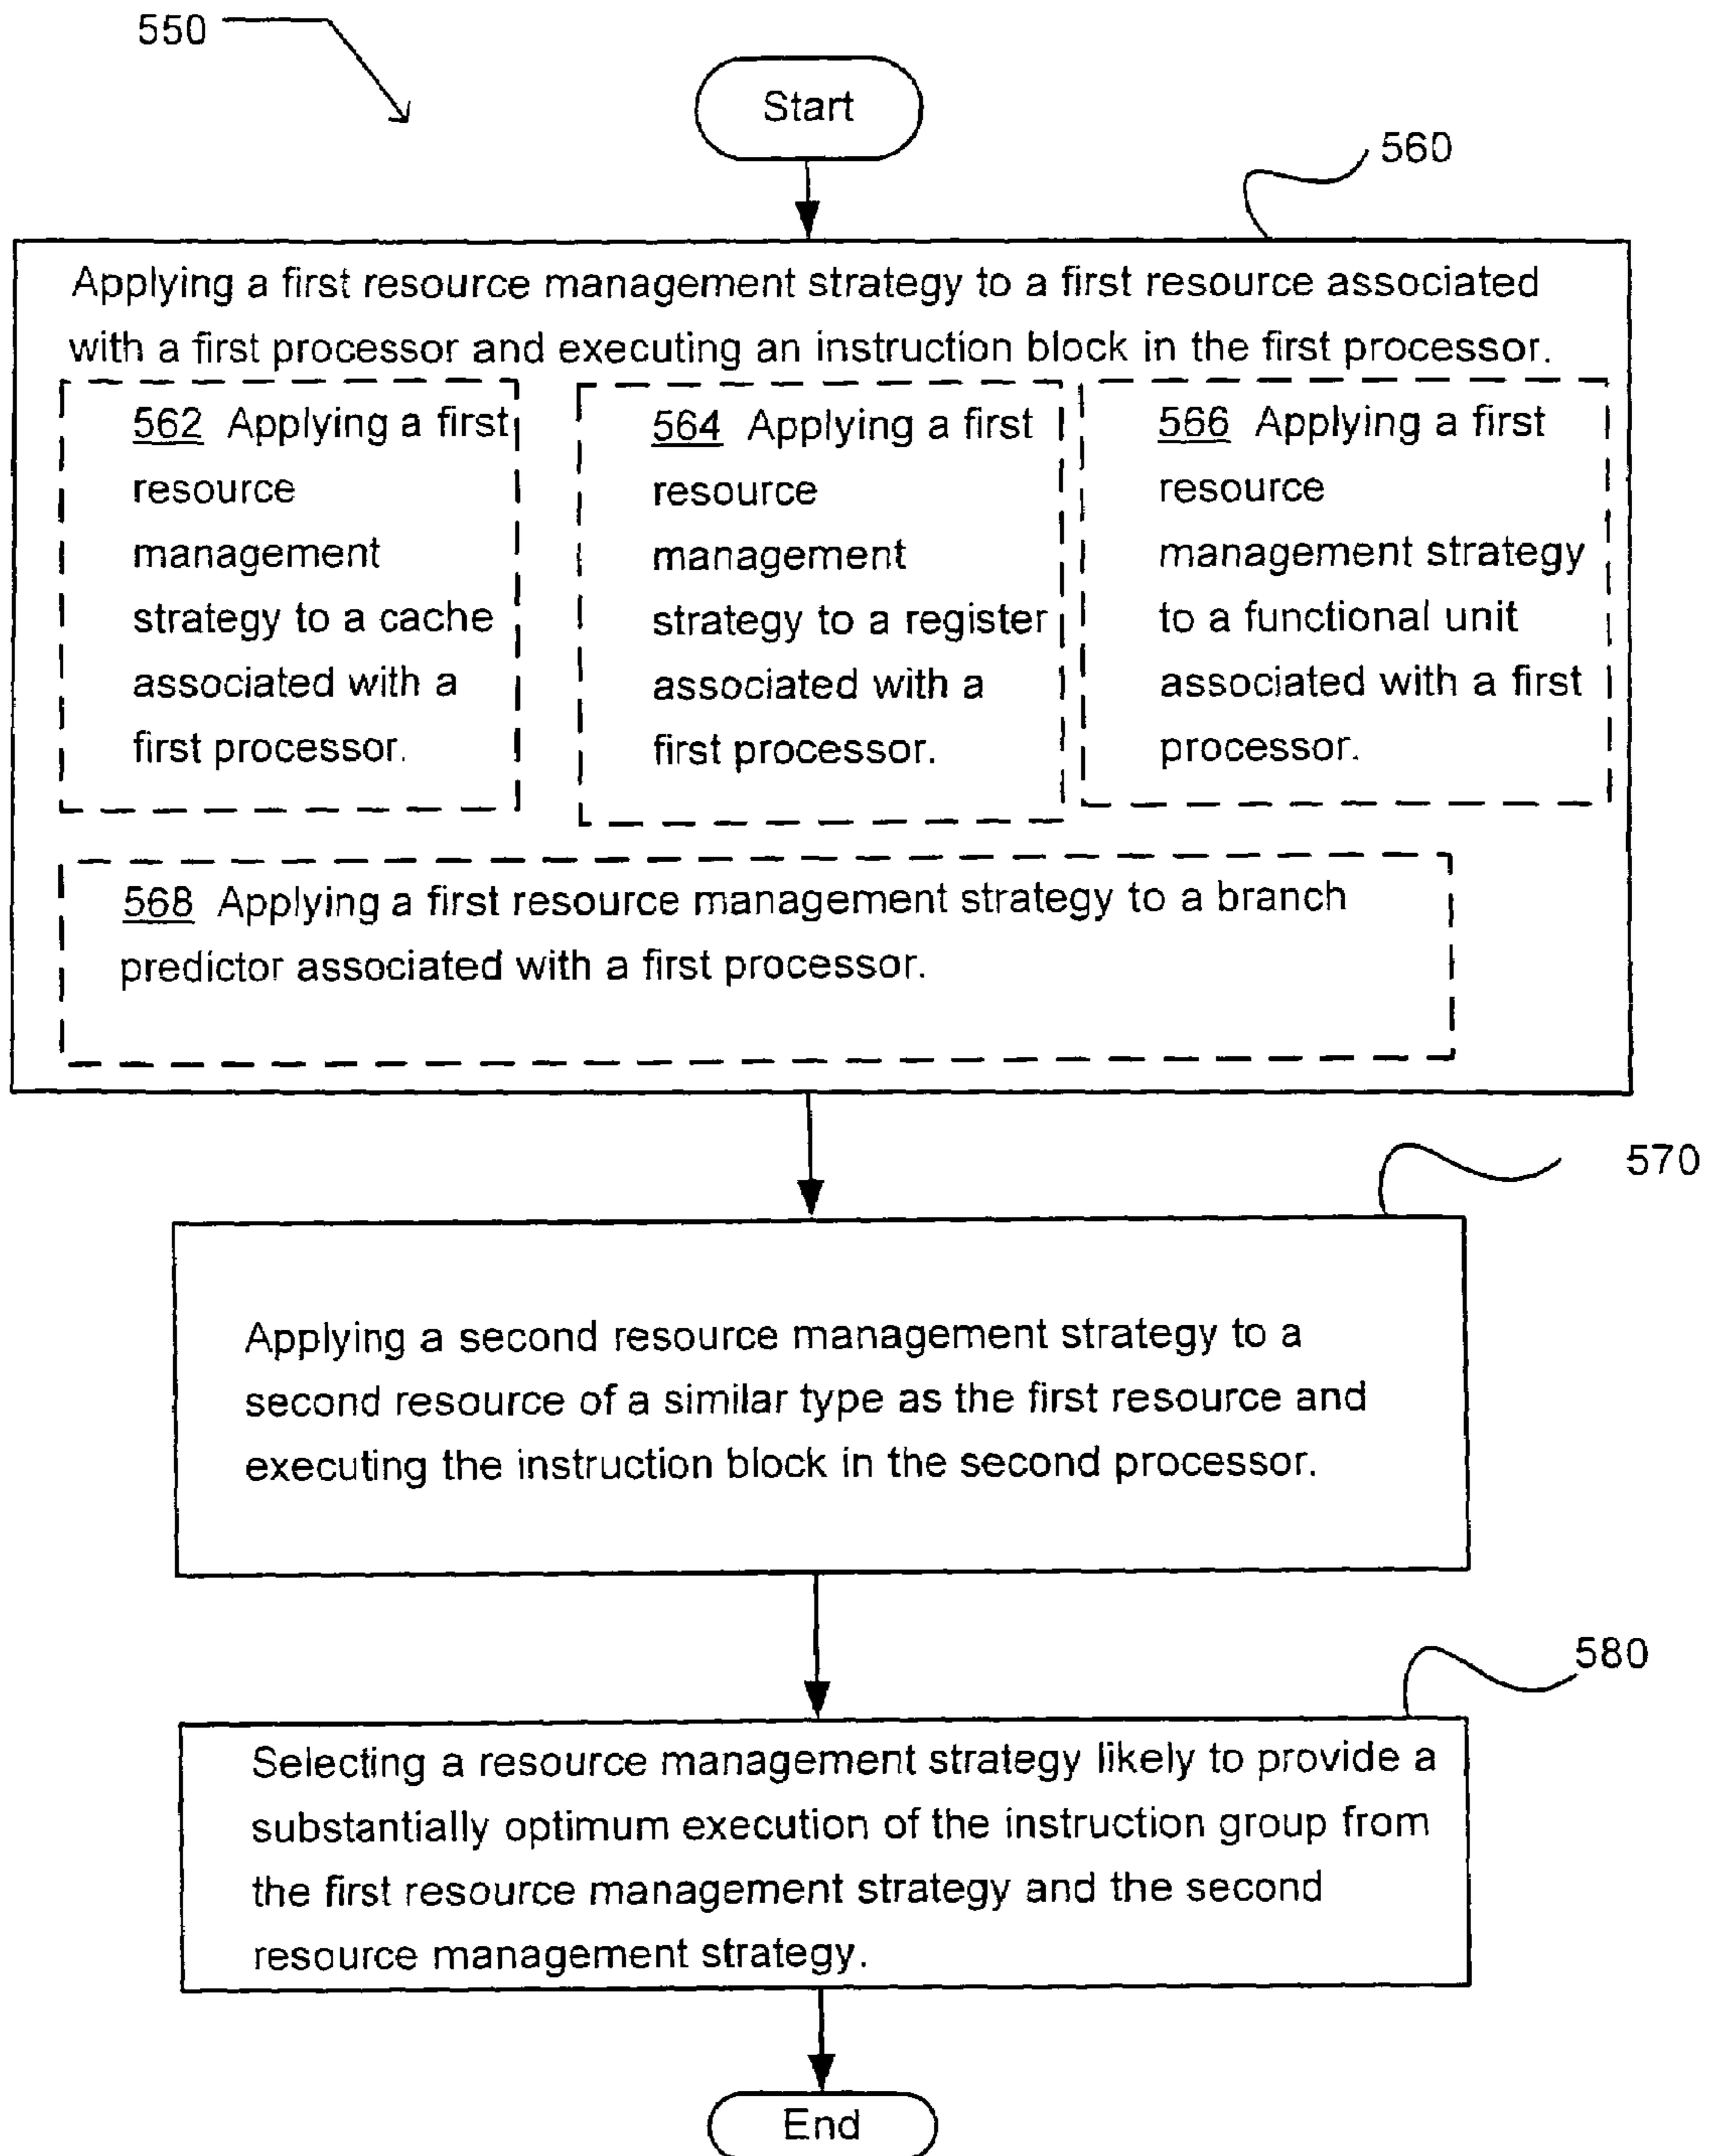 550
Start
560
Applying a first resource management strategy to a first resource associated
with a first processor and executing an instruction block in the first processor.
562 Applying a first
resource
management
strategy to a cache
associated with a
first processor.
564 Applying a first
resource
management
strategy to a register
associated with a
first processor.
566 Applying a first
resource
management strategy
to a functional unit
associated with a first
processor.
568 Applying a first resource management strategy to a branch
predictor associated with a first processor.
570
Applying a second resource management strategy to a
second resource of a similar type as the first resource and
executing the instruction block in the second processor.
580
Selecting a resource management strategy likely to provide a
substantially optimum execution of the instruction group from
the first resource management strategy and the second
resource management strategy.
End